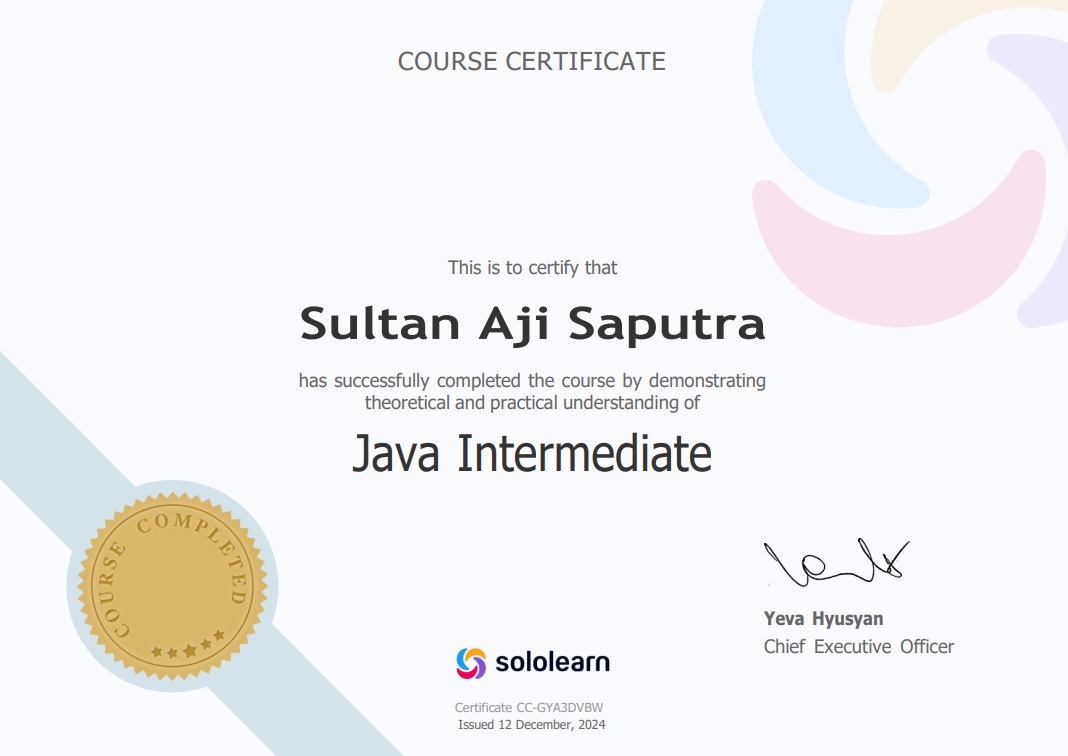 COURSE CERTIFICATE
This is to certify that
Sultan Aji Saputra
has successfully completed the course by demonstrating
theoretical and practical understanding of
Java Intermediate
COURSE COMPLETED
Yeva Hyusyan
Chief Executive Officer
sololearn
Certificate CC-GYA3DVBW
Issued 12 December, 2024